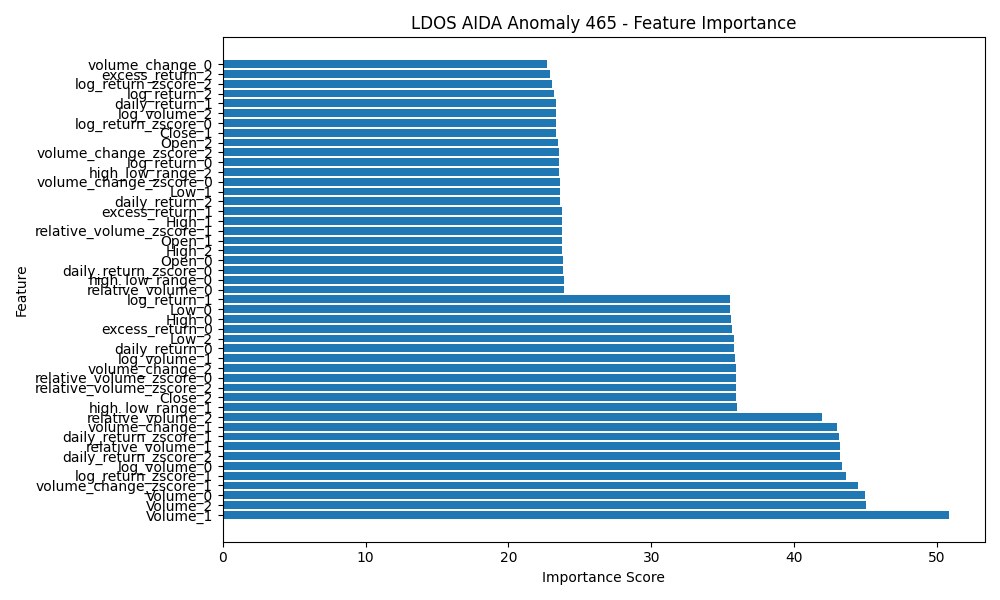 LDOS AIDA Anomaly 465 - Feature Importance
volume_change_0
excess_return_2
log_return_zscore_2
log_return_2
daily_return_1
log_volume_2
log_return_zscore_0
Close_1
Open_2
volume_change_zscore_2
log_return_0
high_low_range_2
volume_change_zscore_0
Low_1
daily_return_2
excess_return_1
High_1
relative_volume_zscore_1
Open_1
High_2
Open_0
daily_return_zscore_0
high_low_range_0
relative_volume_0
log_return_1
Low_0
High_0
excess_return_0
Low_2
daily_return_0
log_volume_1
volume_change_2
relative_volume_zscore_0
relative_volume_zscore_2
Close_2
high_low_range_1
relative_volume_2
volume_change_1
daily_return_zscore_1
relative_volume_1
daily_return_zscore_2
log_volume_0
log_return_zscore_1
volume_change_zscore_1
Volume_0
Volume_2
Volume_1
Feature
0 10 20 30 40 50
Importance Score